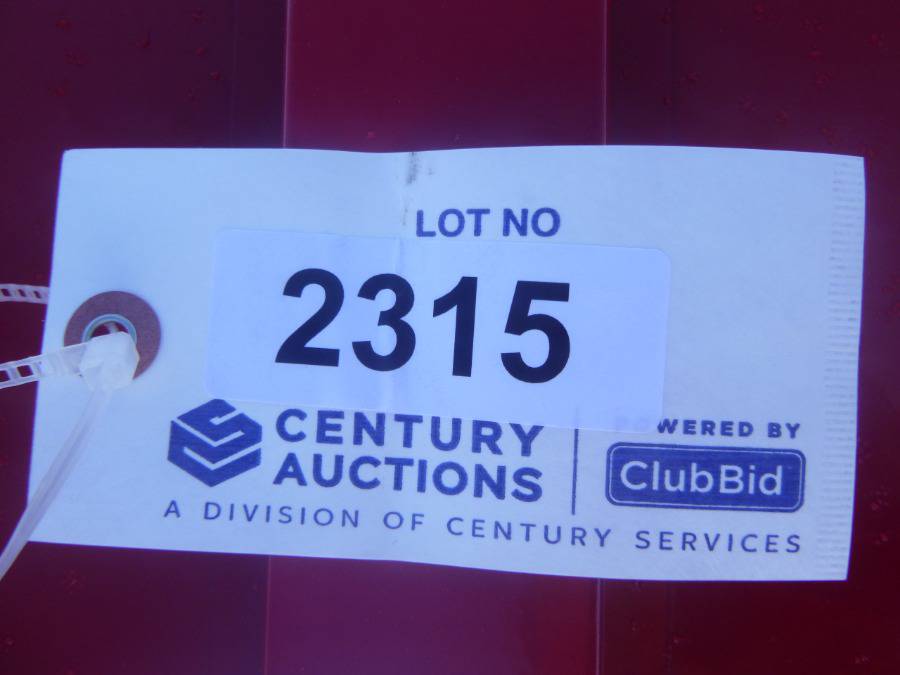 LOT NO
2315
CENTURY
AUCTIONS
A DIVISION OF CENTURY SERVICES
POWERED BY
ClubBid